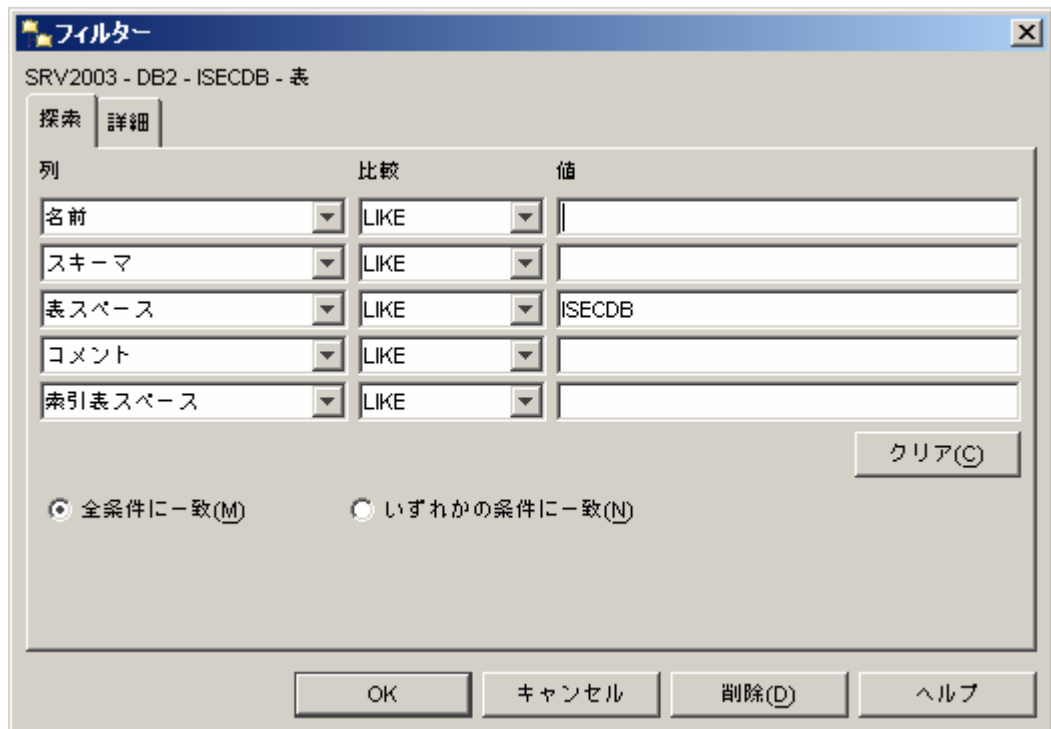 フィルター
SRV2003 - DB2 - ISECDB - 表
探索 詳細
列 比較 値
名前 LIKE
スキーマ LIKE
表スペース LIKE ISECDB
コメント LIKE
索引表スペース LIKE
クリア(C)
全条件に一致(M) いずれかの条件に一致(N)
OK キャンセル 削除(D) ヘルプ